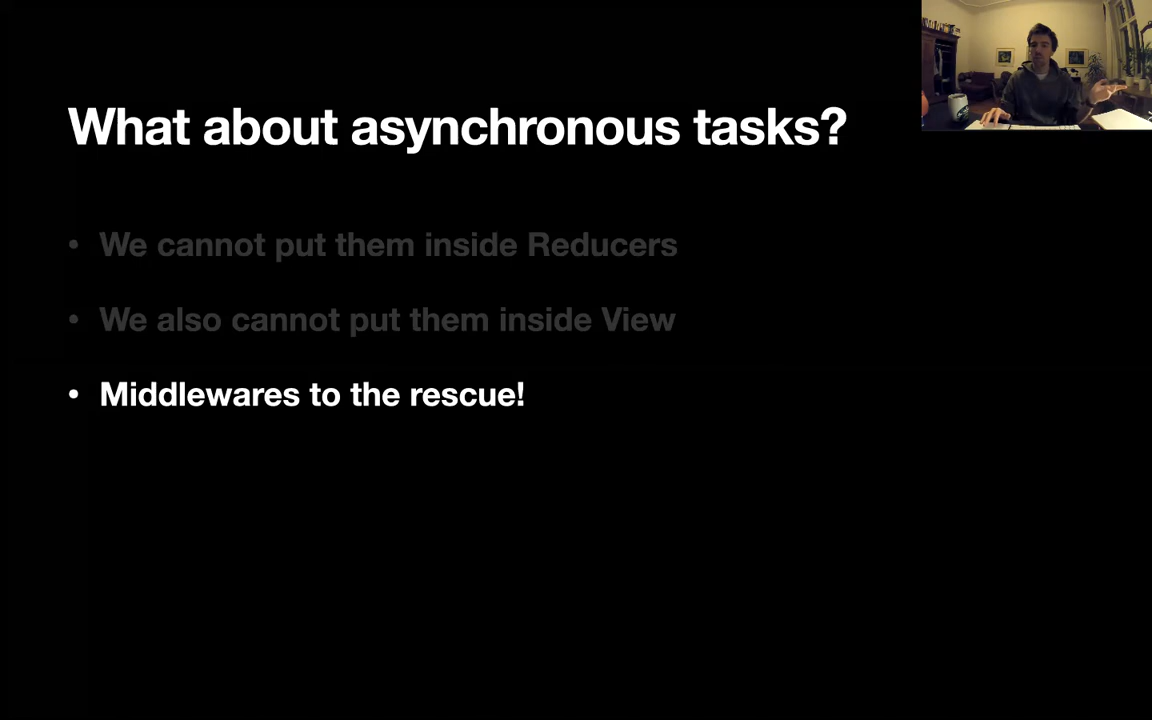 What about asynchronous tasks?
• We cannot put them inside Reducers
• We also cannot put them inside View
• Middlewares to the rescue!